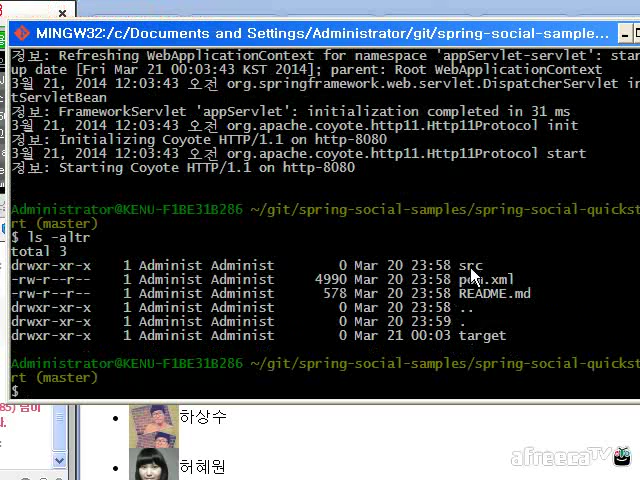 MINGW32:/c/Documents and Settings/Administrator/git/spring-social-sample...
정보: Refreshing WebApplicationContext for namespace 'appServlet-servlet': star
up date [Fri Mar 21 00:03:43 KST 2014]; parent: Root WebApplicationContext
3월 21, 2014 12:03:43 오전 org.springframework.web.servlet.DispatcherServlet in
tServletBean
정보: FrameworkServlet 'appServlet': initialization completed in 31 ms
3월 21, 2014 12:03:43 오전 org.apache.coyote.http11.Http11Protocol init
정보: Initializing Coyote HTTP/1.1 on http-8080
3월 21, 2014 12:03:43 오전 org.apache.coyote.http11.Http11Protocol start
정보: Starting Coyote HTTP/1.1 on http-8080
Administrator@KENU-F1BE31B286 ~/git/spring-social-samples/spring-social-quickst
rt (master)
$ ls -altr
total 3
drwxr-xr-x 1 Administ Administ 0 Mar 20 23:58 src
-rw-r--r-- 1 Administ Administ 4990 Mar 20 23:58 pom.xml
-rw-r--r-- 1 Administ Administ 578 Mar 20 23:58 README.md
drwxr-xr-x 1 Administ Administ 0 Mar 20 23:58 ..
drwxr-xr-x 1 Administ Administ 0 Mar 20 23:59 .
drwxr-xr-x 1 Administ Administ 0 Mar 21 00:03 target
Administrator@KENU-F1BE31B286 ~/git/spring-social-samples/spring-social-quickst
rt (master)
$
85) 님이
다.
하상수
허혜원
afreecaTV